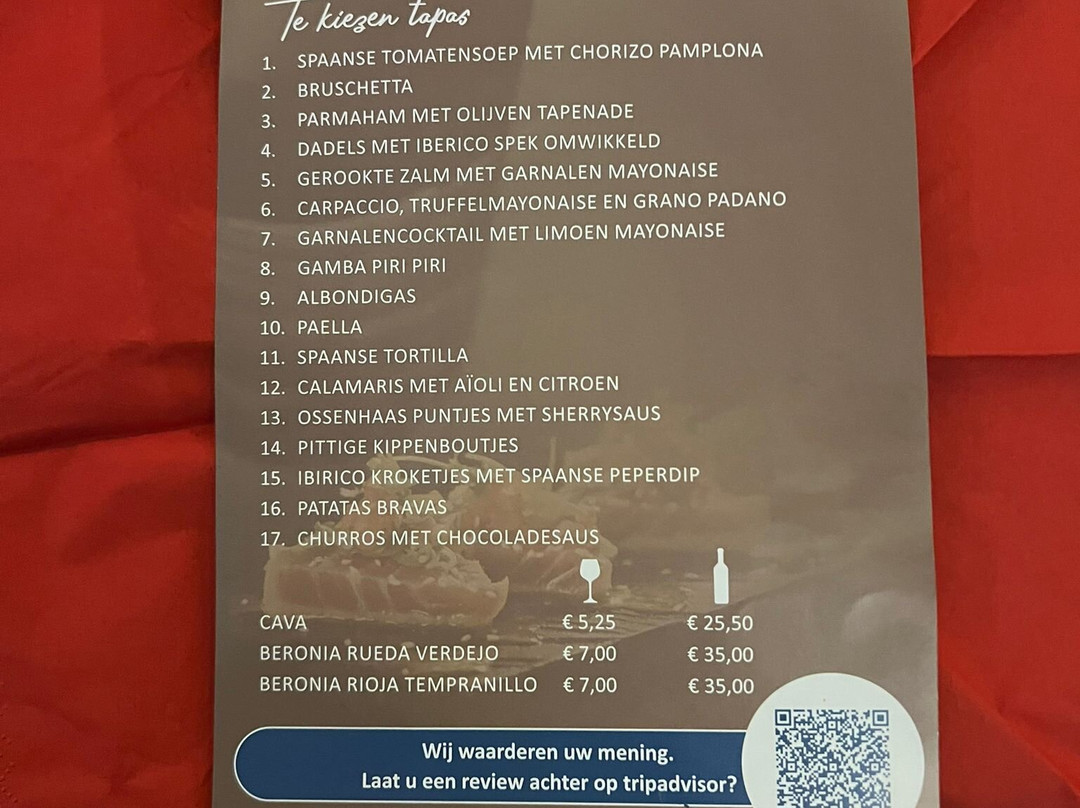 Te kiezen tapas
1. SPAANSE TOMATENSOEP MET CHORIZO PAMPLONA
2. BRUSCHETTA
3. PARMAHAM MET OLIJVEN TAPENADE
4. DADELS MET IBERICO SPEK OMWIKKELD
5. GEROOKTE ZALM MET GARNALEN MAYONAISE
6. CARPACCIO, TRUFFELMAYONAISE EN GRANO PADANO
7. GARNALENCOCKTAIL MET LIMOEN MAYONAISE
8. GAMBA PIRI PIRI
9. ALBONDIGAS
10. PAELLA
11. SPAANSE TORTILLA
12. CALAMARIS MET AÏOLI EN CITROEN
13. OSSENHAAS PUNTJES MET SHERRYSAUS
14. PITTIGE KIPPENBOUTJES
15. IBIRICO KROKETJES MET SPAANSE PEPERDIP
16. PATATAS BRAVAS
17. CHURROS MET CHOCOLADESAUS
CAVA € 5,25 € 25,50
BERONIA RUEDA VERDEJO € 7,00 € 35,00
BERONIA RIOJA TEMPRANILLO € 7,00 € 35,00
Wij waarderen uw mening.
Laat u een review achter op tripadvisor?